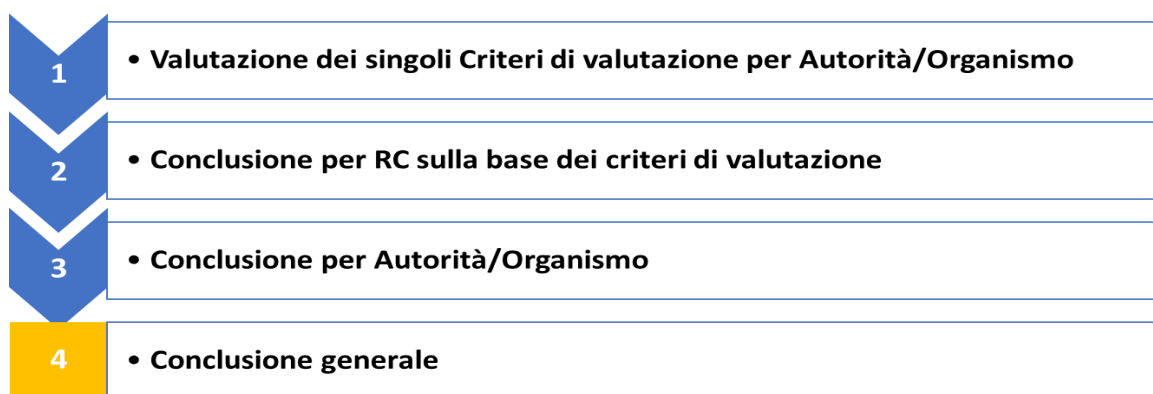 1 • Valutazione dei singoli Criteri di valutazione per Autorità/Organismo
2 • Conclusione per RC sulla base dei criteri di valutazione
3 • Conclusione per Autorità/Organismo
4 • Conclusione generale